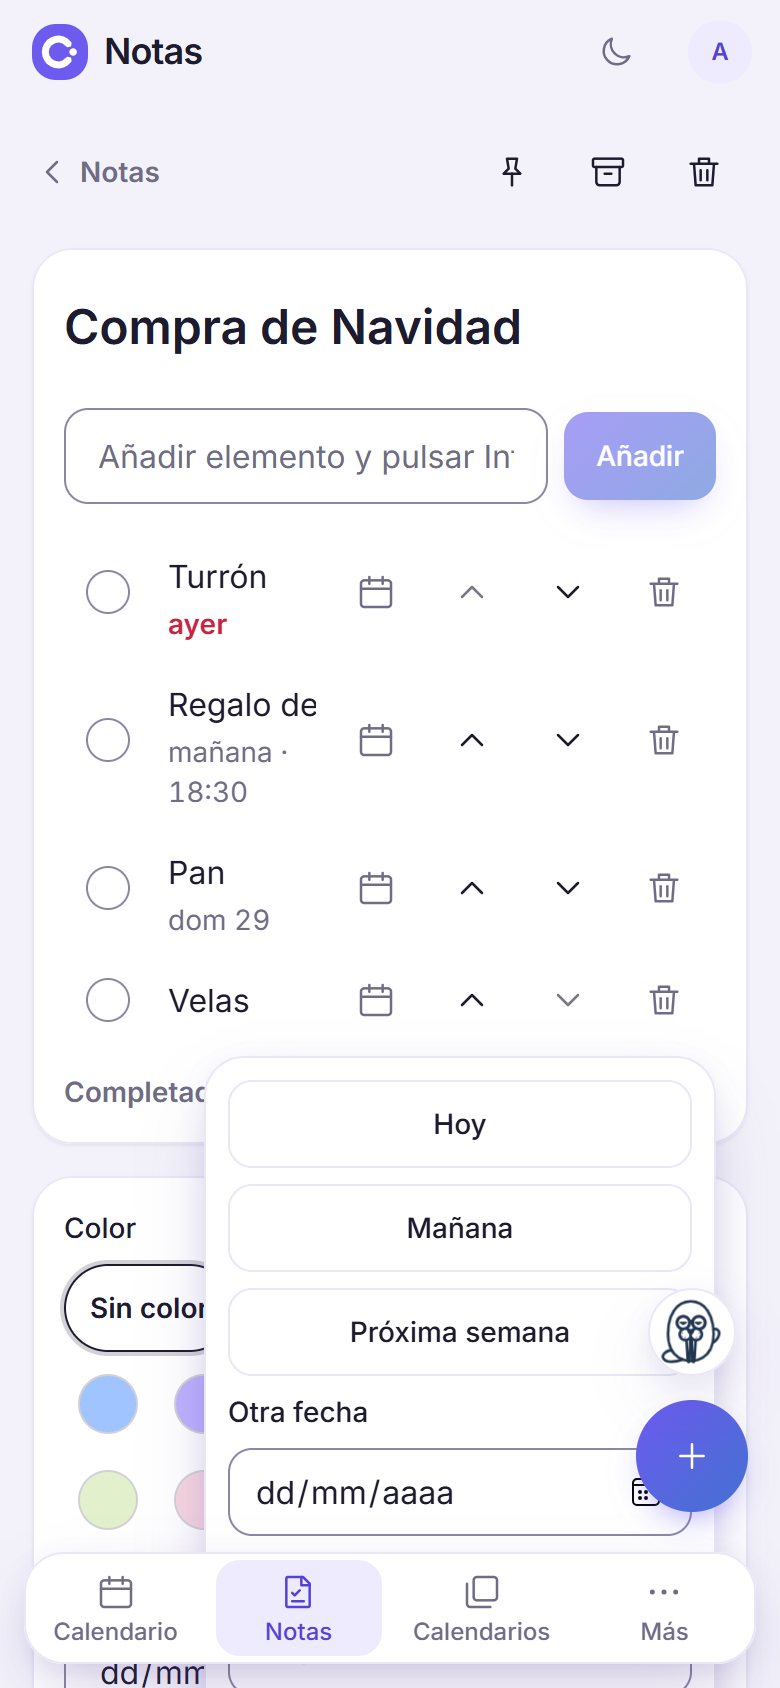 Notas
A
Notas
Compra de Navidad
Añadir elemento y pulsar In
Añadir
Turrón
ayer
Regalo de
mañana ·
18:30
Pan
dom 29
Velas
Completad
Hoy
Mañana
Próxima semana
Color
Sin color
Otra fecha
dd/mm/aaaa
Calendario
Notas
Calendarios
Más
dd/mm